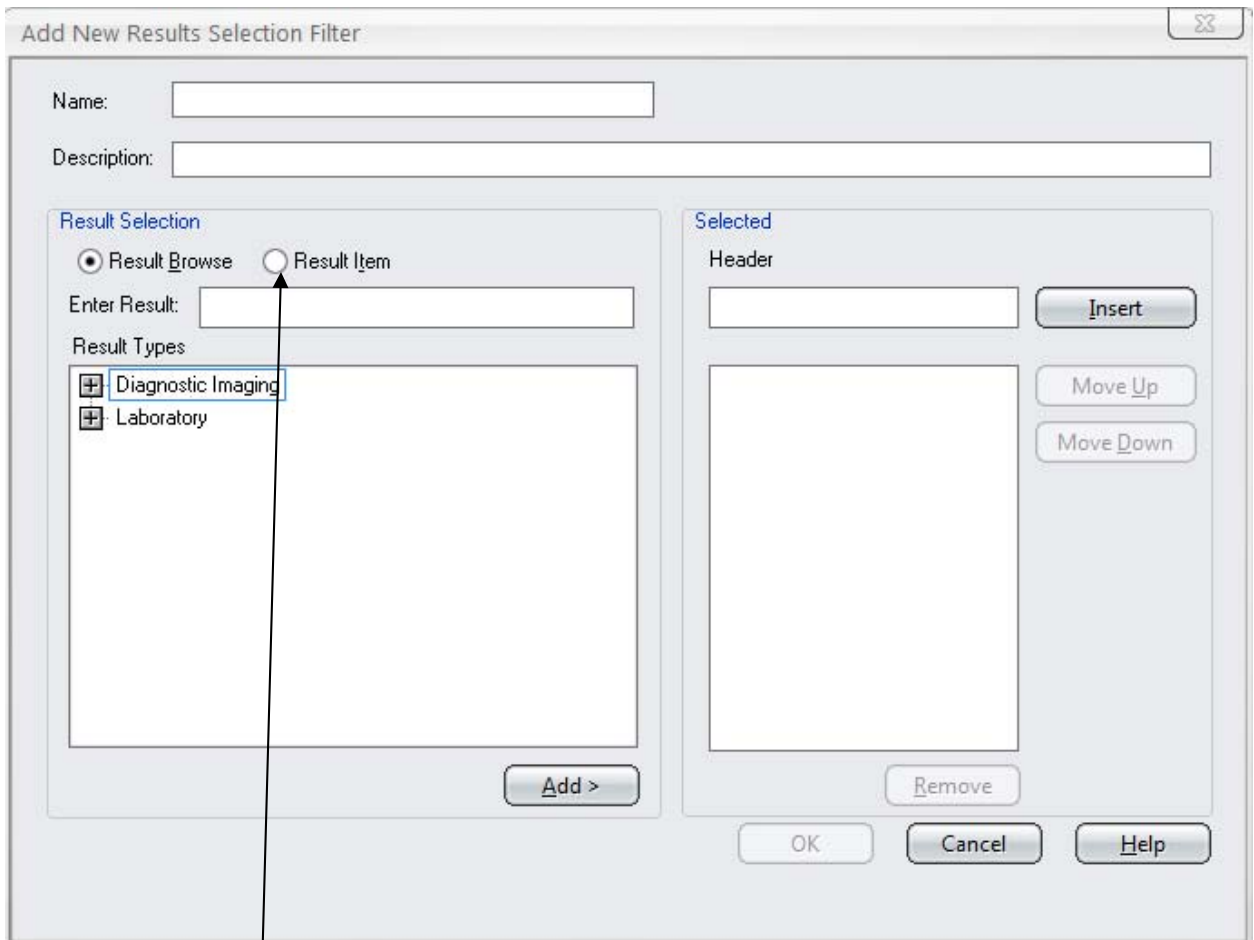 Add New Results Selection Filter
Name:
Description:
Result Selection
Result Browse Result Item
Enter Result:
Result Types
Diagnostic Imaging
Laboratory
Add >
Selected
Header
Insert
Move Up
Move Down
Remove
OK Cancel Help